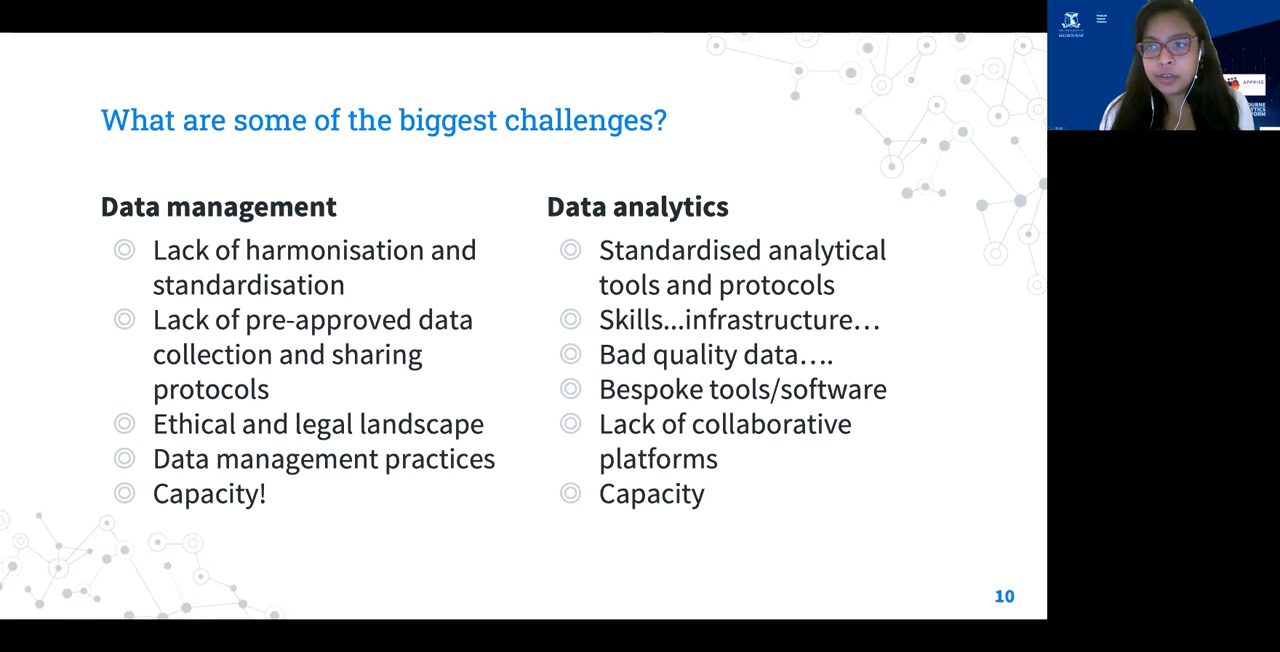 What are some of the biggest challenges?
Data management
Lack of harmonisation and
standardisation
Lack of pre-approved data
collection and sharing
protocols
Ethical and legal landscape
Data management practices
Capacity!
Data analytics
Standardised analytical
tools and protocols
Skills...infrastructure...
Bad quality data....
Bespoke tools/software
Lack of collaborative
platforms
Capacity
10
MELBOURNE
APPRISE